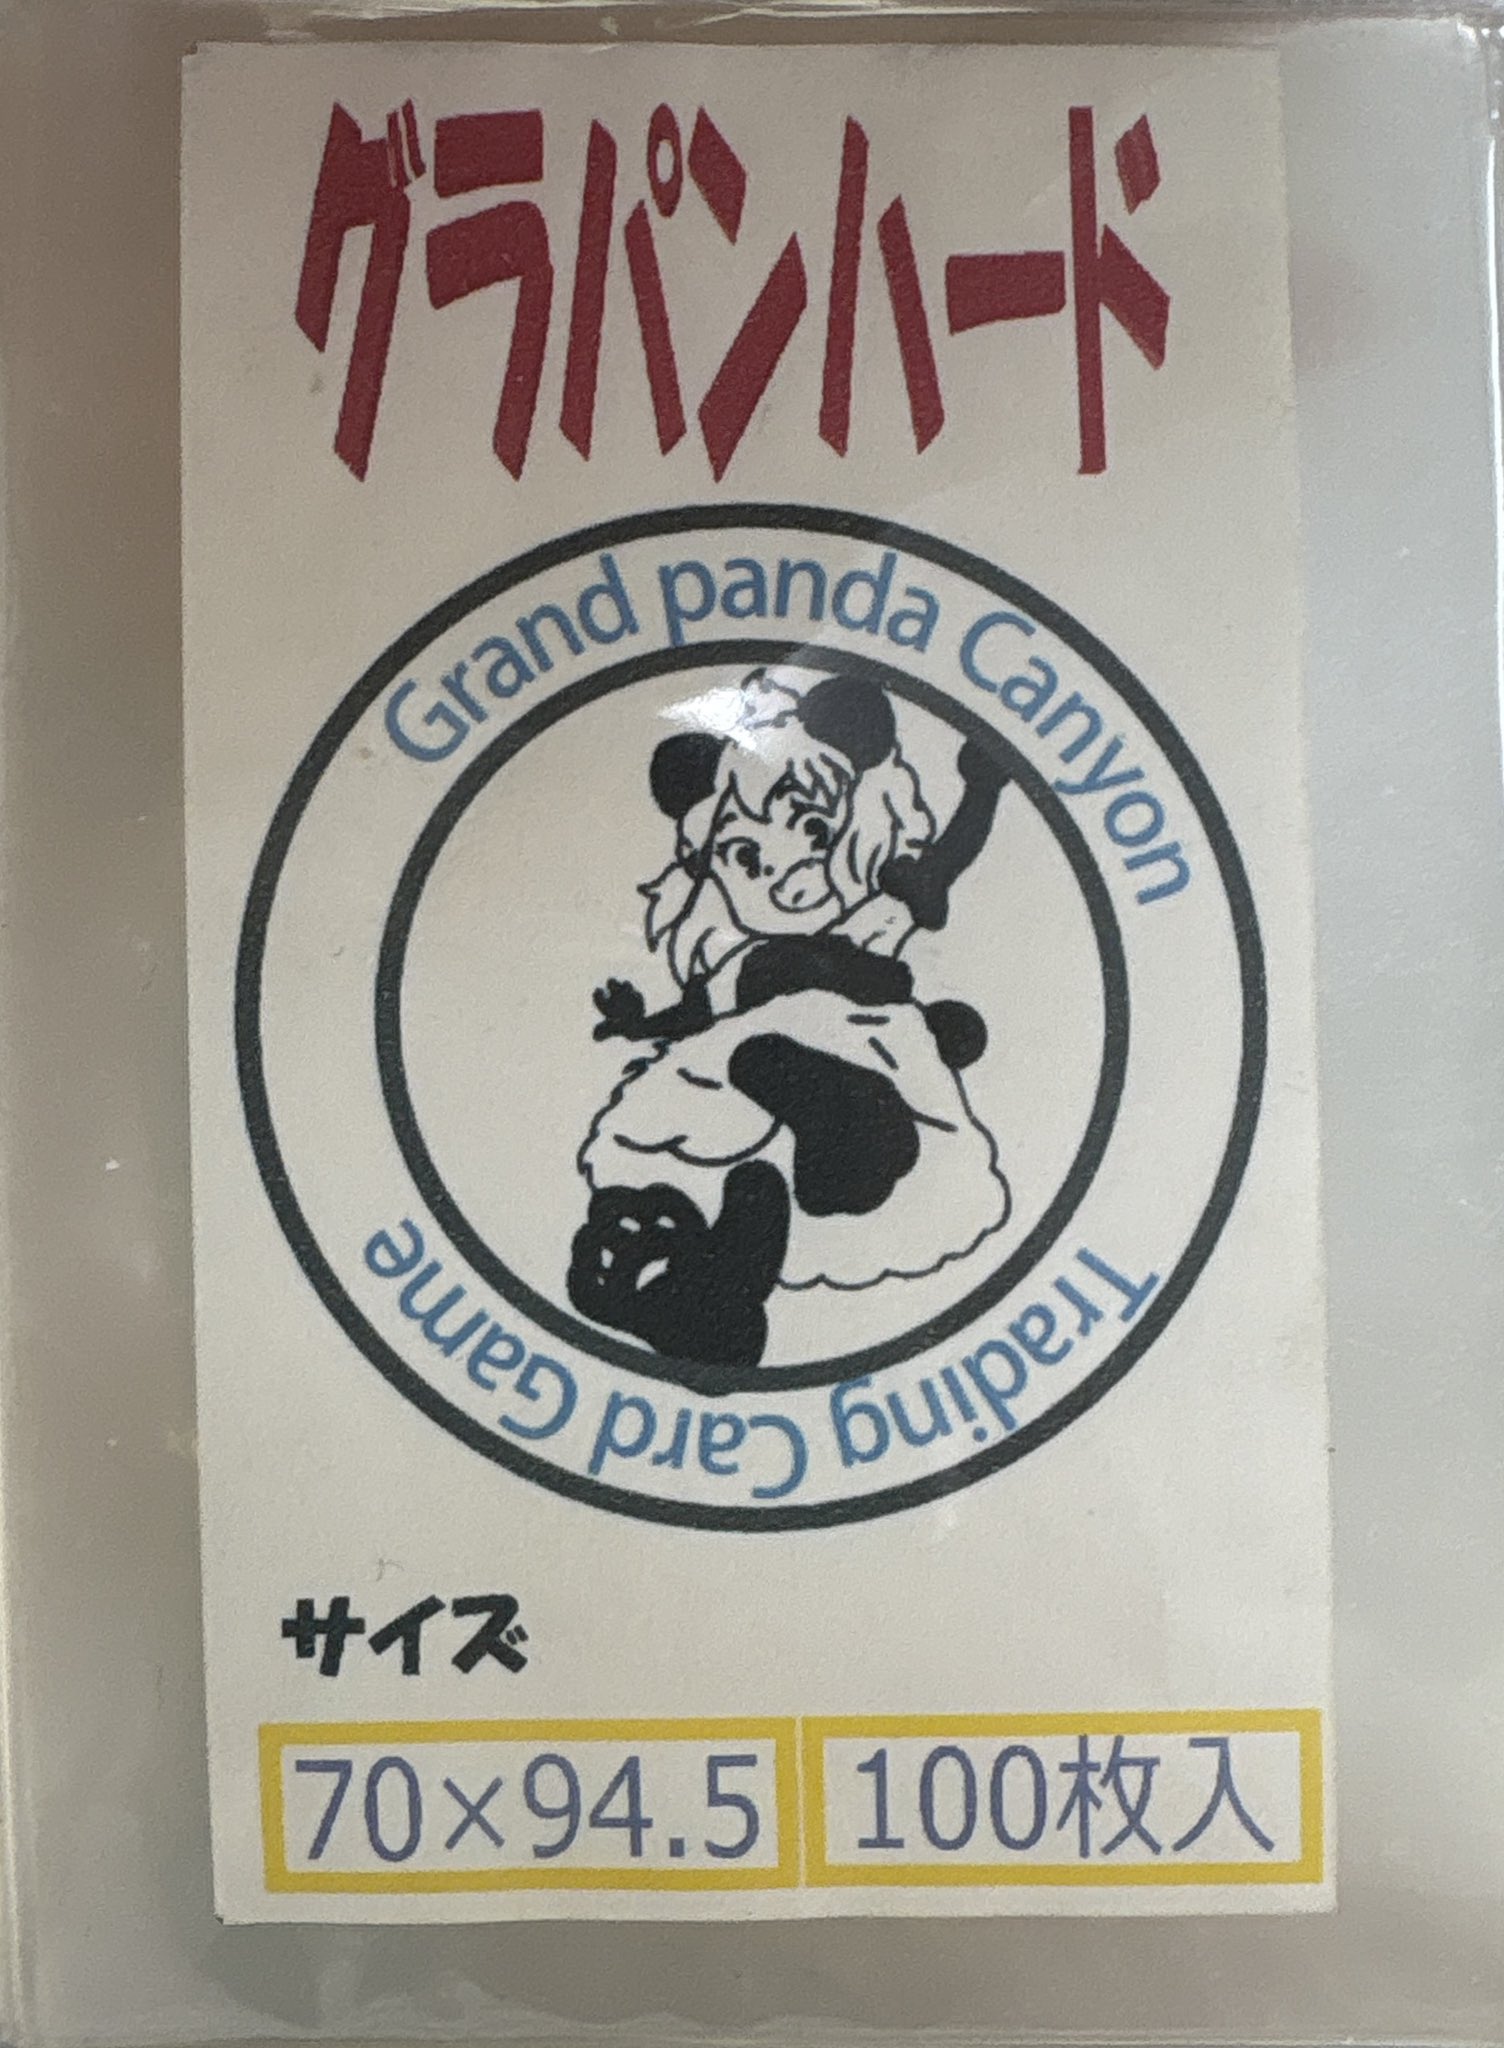 グラパンハード
Grand panda Canyon
Trading Card Game
サイズ
70×94.5
100枚入